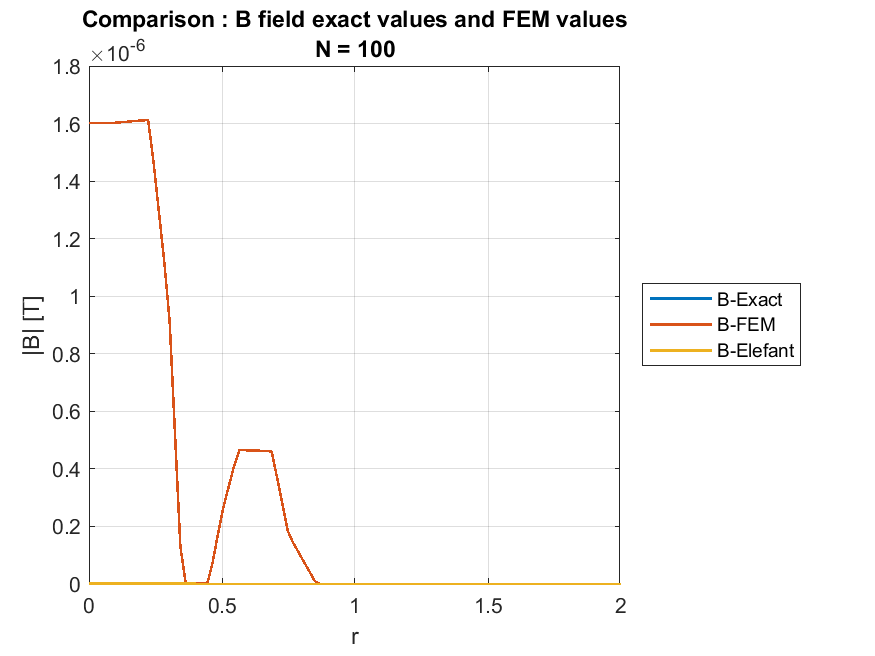 Comparison : B field exact values and FEM values
N = 100
×10-6
1.8
1.6
1.4
1.2
1
0.8
0.6
0.4
0.2
0
0 0.5 1 1.5 2
r
|B| [T]
B-Exact
B-FEM
B-Elefant